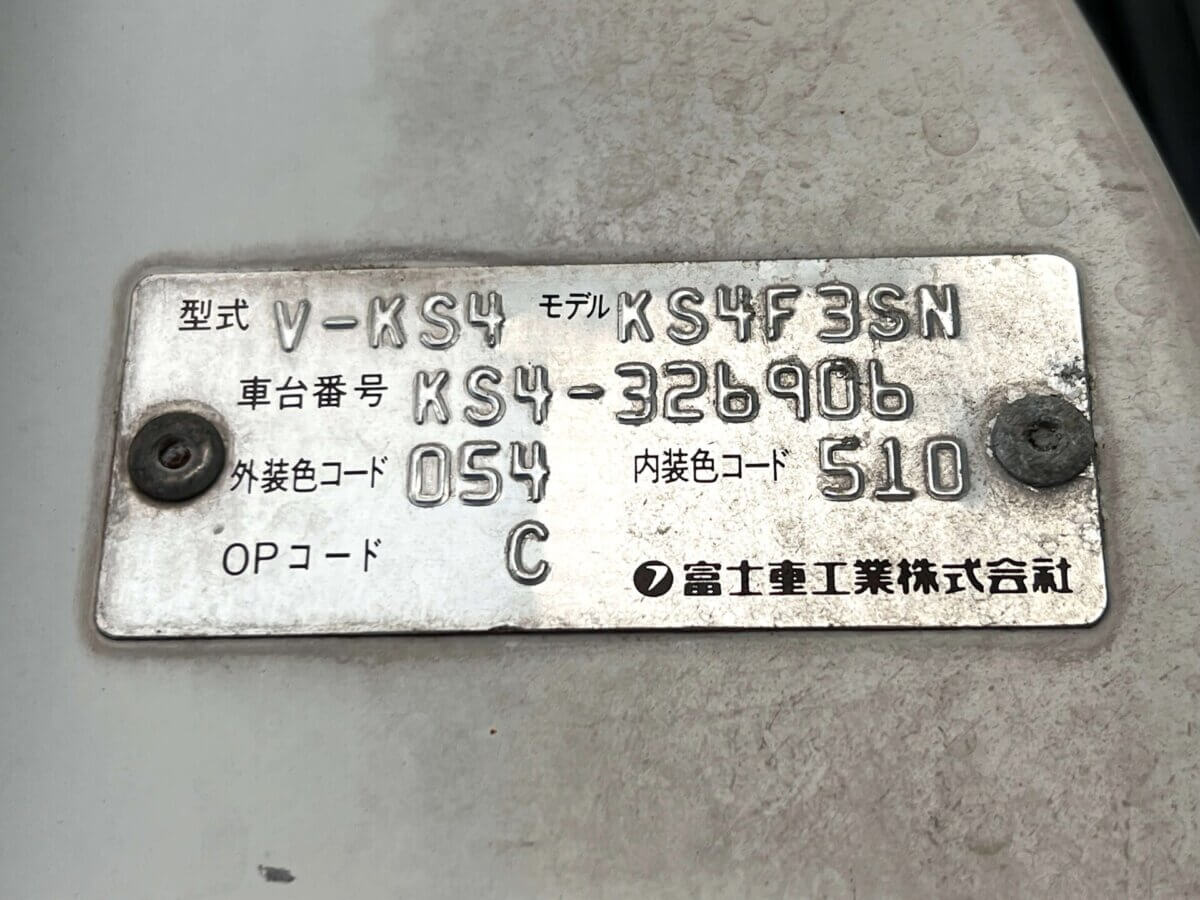 型式 V-KS4 モデル KS4F3SN
車台番号 KS4-326906
外装色コード 054 内装色コード 510
OPコード C
フ 富士重工業株式会社